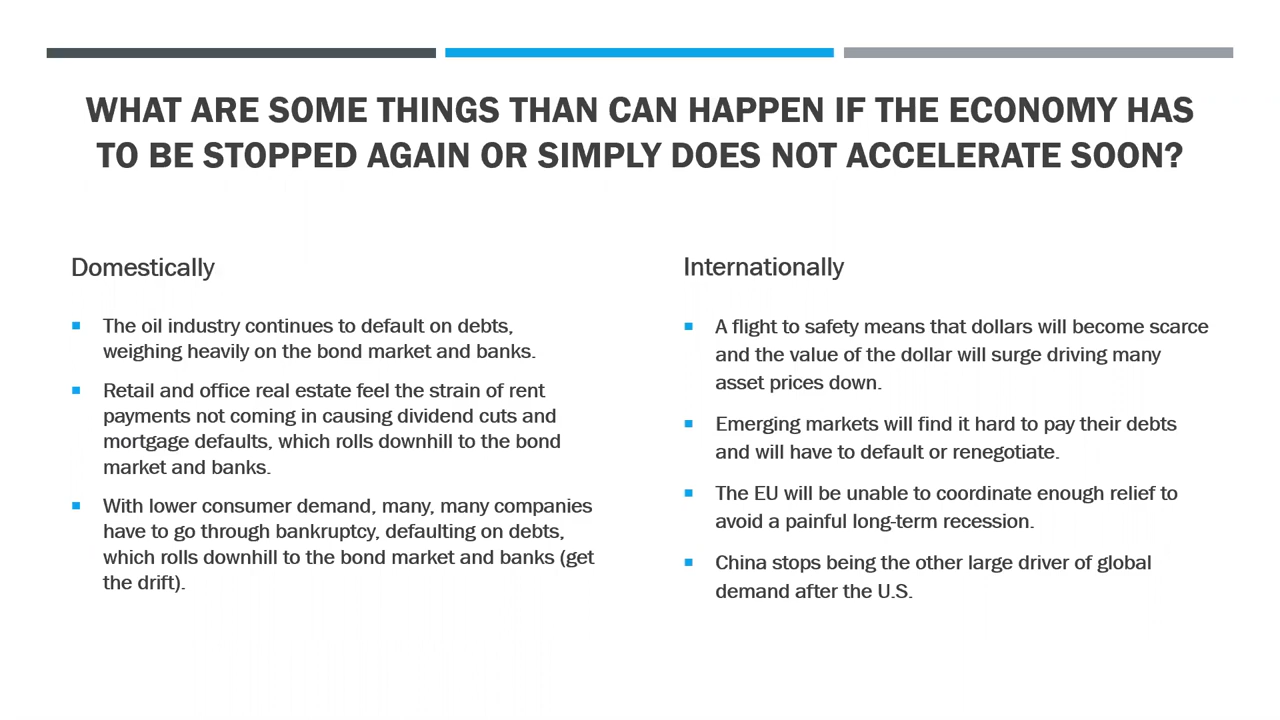 WHAT ARE SOME THINGS THAN CAN HAPPEN IF THE ECONOMY HAS
TO BE STOPPED AGAIN OR SIMPLY DOES NOT ACCELERATE SOON?
Domestically
The oil industry continues to default on debts,
weighing heavily on the bond market and banks.
Retail and office real estate feel the strain of rent
payments not coming in causing dividend cuts and
mortgage defaults, which rolls downhill to the bond
market and banks.
With lower consumer demand, many, many companies
have to go through bankruptcy, defaulting on debts,
which rolls downhill to the bond market and banks (get
the drift).
Internationally
A flight to safety means that dollars will become scarce
and the value of the dollar will surge driving many
asset prices down.
Emerging markets will find it hard to pay their debts
and will have to default or renegotiate.
The EU will be unable to coordinate enough relief to
avoid a painful long-term recession.
China stops being the other large driver of global
demand after the U.S.